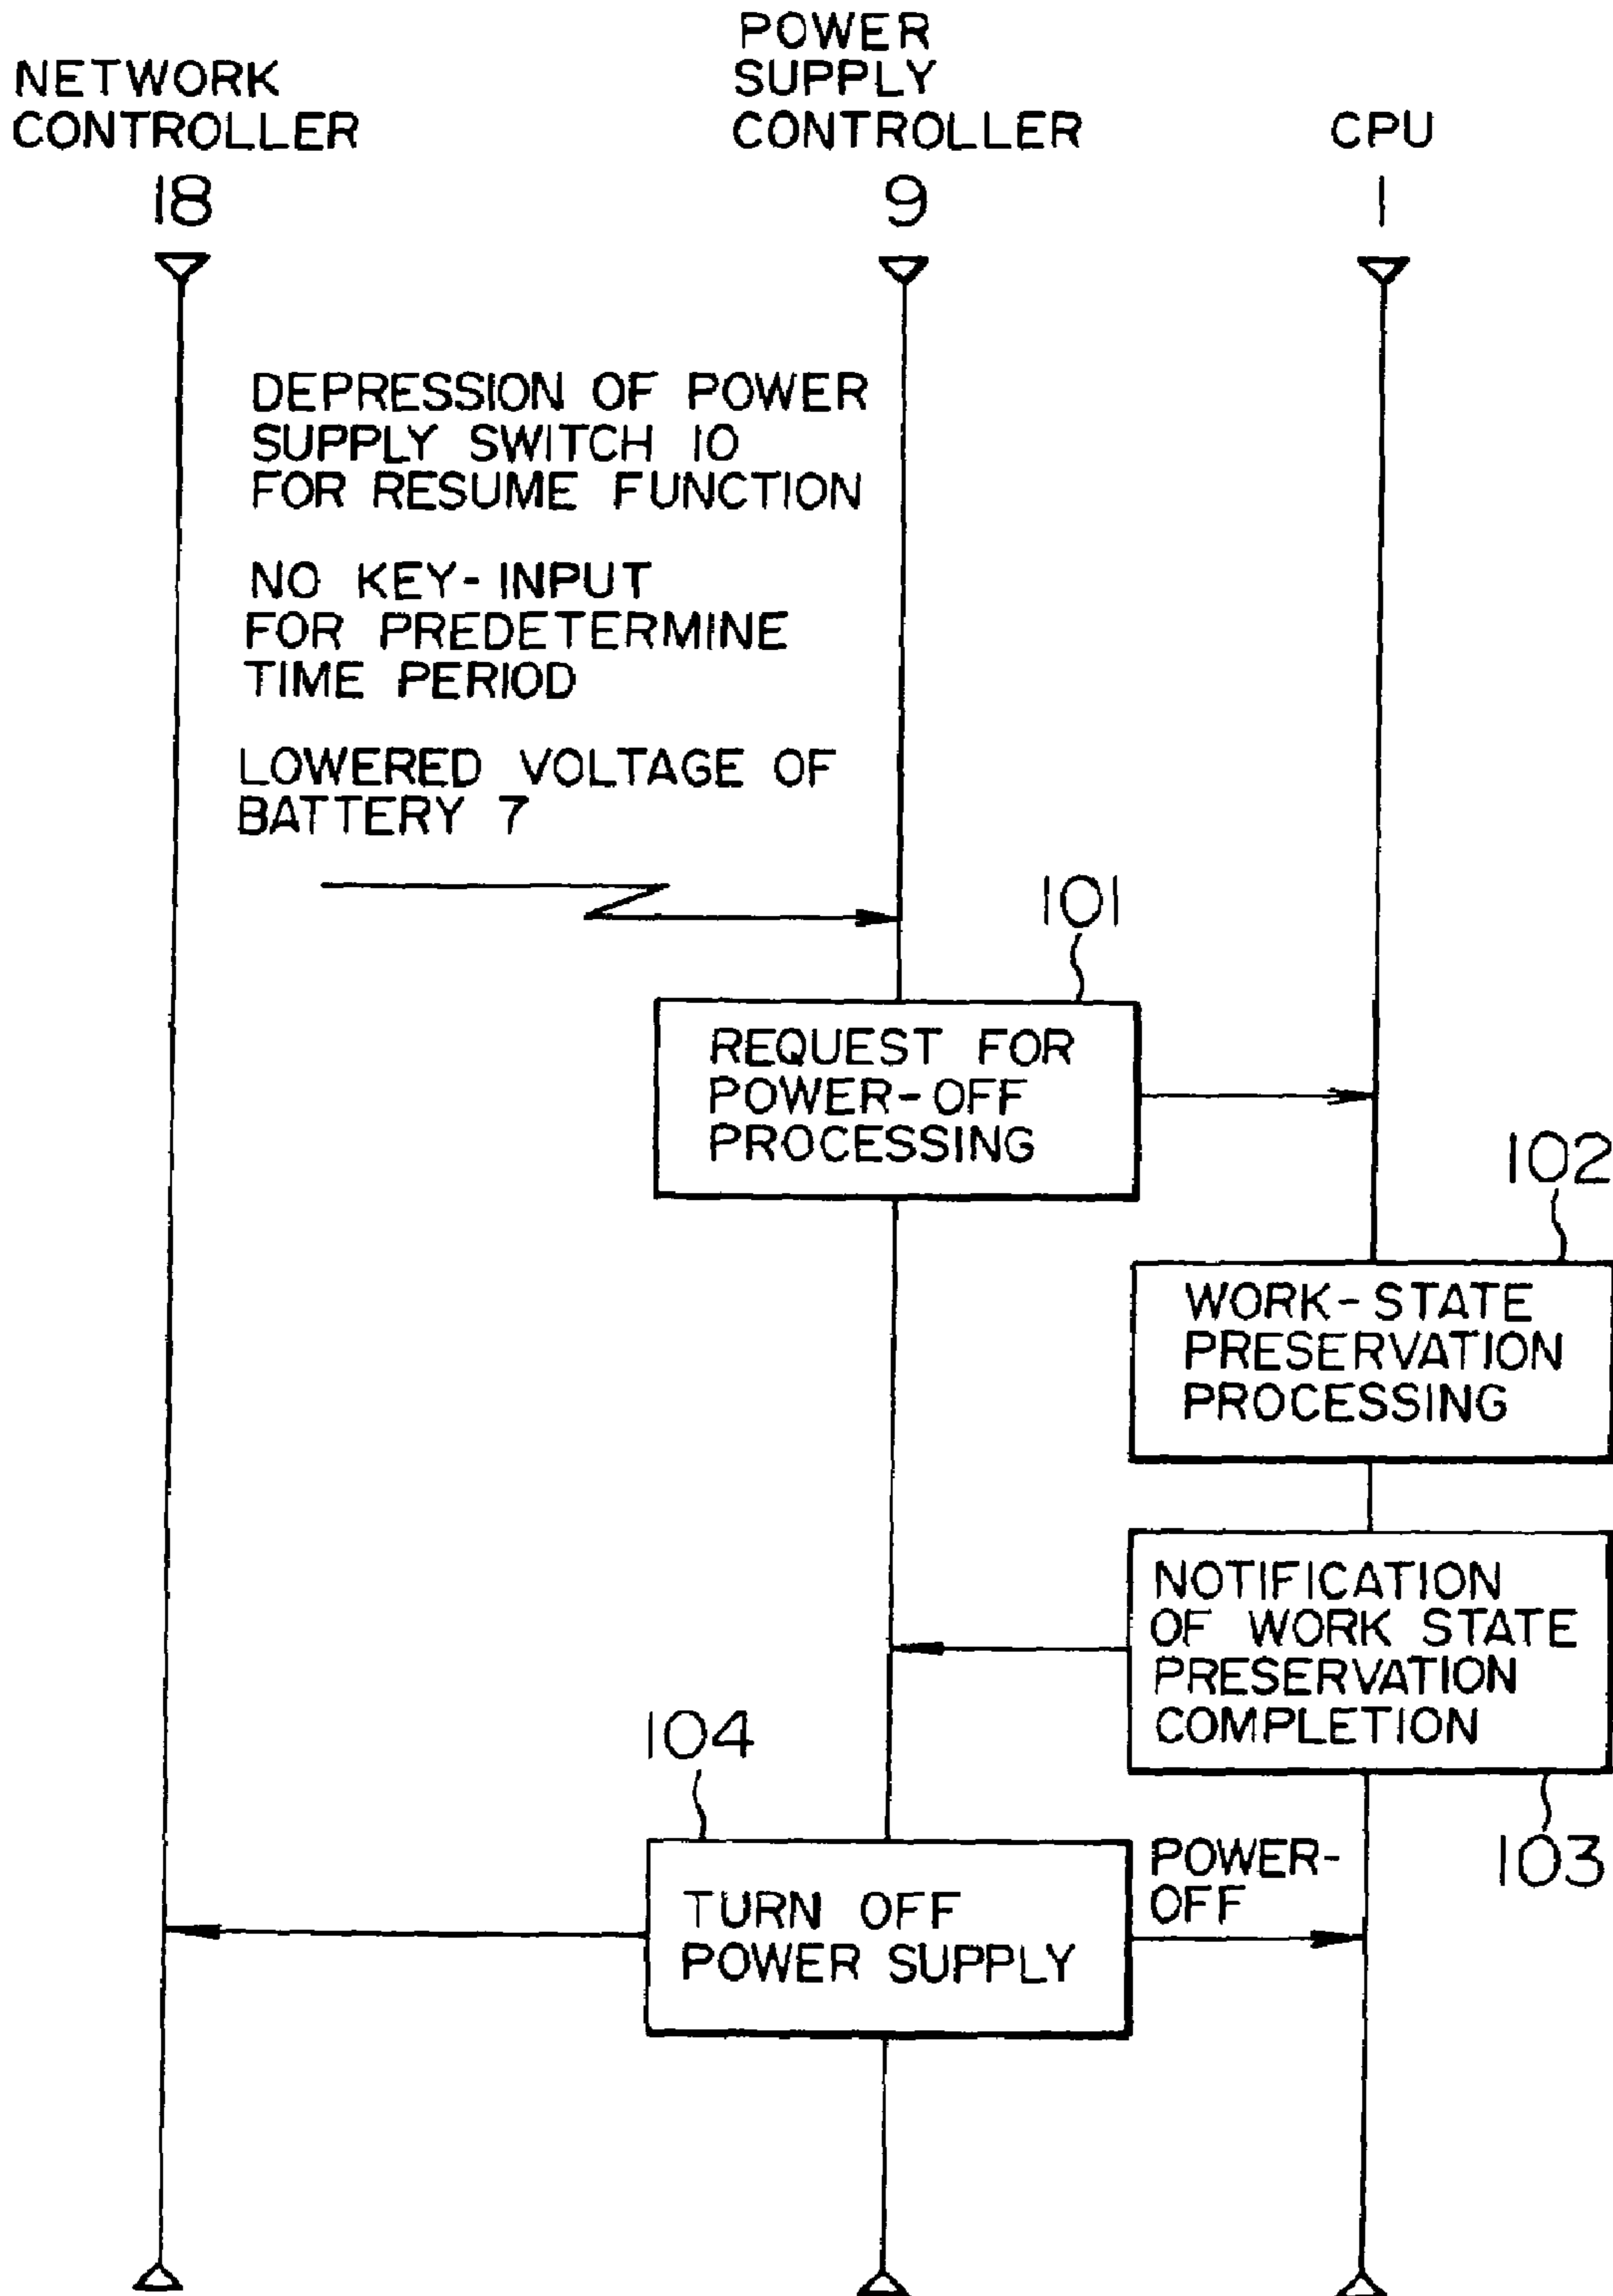 NETWORK
CONTROLLER
18
POWER
SUPPLY
CONTROLLER
9
CPU
1
DEPRESSION OF POWER
SUPPLY SWITCH 10
FOR RESUME FUNCTION
NO KEY-INPUT
FOR PREDETERMINE
TIME PERIOD
LOWERED VOLTAGE OF
BATTERY 7
101
REQUEST FOR
POWER-OFF
PROCESSING
102
WORK-STATE
PRESERVATION
PROCESSING
NOTIFICATION
OF WORK STATE
PRESERVATION
COMPLETION
103
104
TURN OFF
POWER SUPPLY
POWER-
OFF